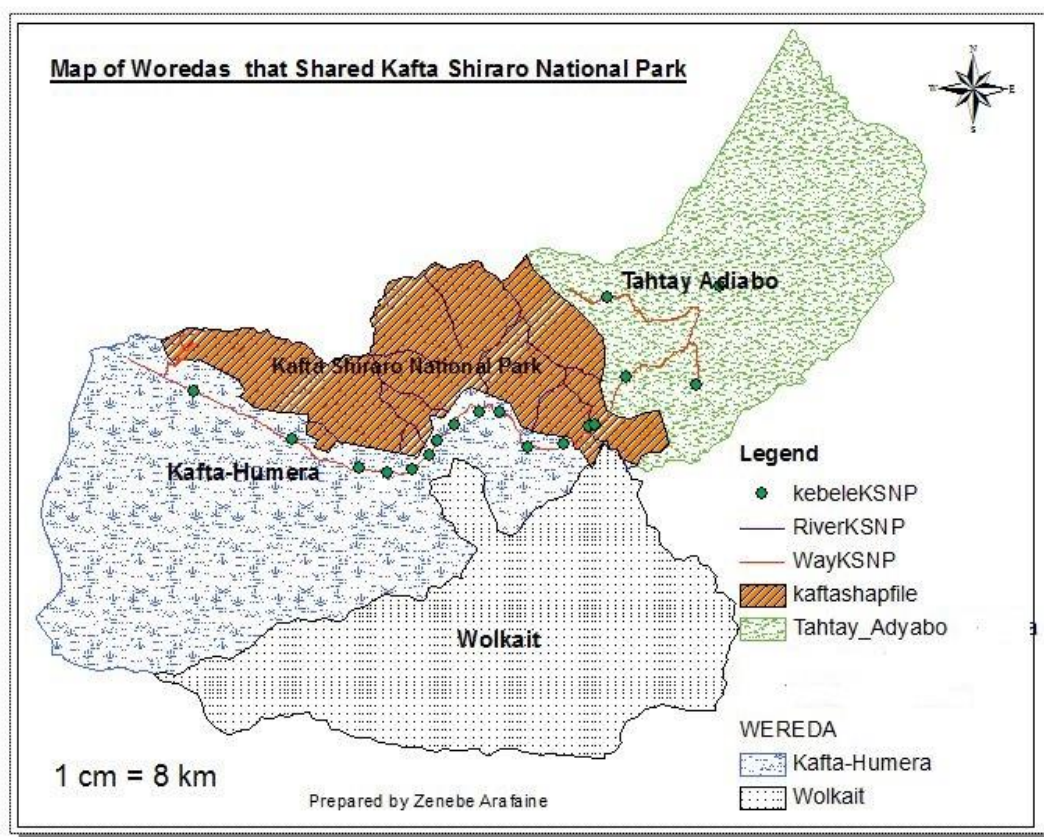 Map of Woredas that Shared Kafta Shiraro National Park
N
W E
S
Tahtay Adiabo
Kafta Shiraro National Park
Kafta-Humera
Wolkait
Legend
kebeleKSNP
RiverKSNP
WayKSNP
kaftashapfile
Tahtay_Adyabo a
WEREDA
Kafta-Humera
Wolkait
1 cm = 8 km
Prepared by Zenebe Arafaine